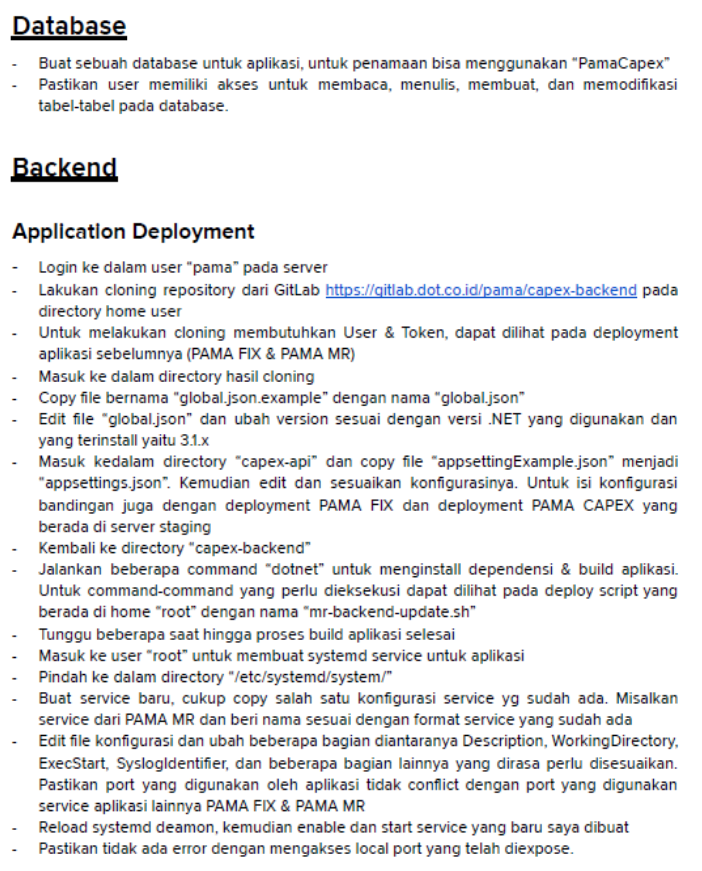 Database
- Buat sebuah database untuk aplikasi, untuk penamaan bisa menggunakan “PamaCapex”
- Pastikan user memiliki akses untuk membaca, menulis, membuat, dan memodifikasi
tabel-tabel pada database.
Backend
Application Deployment
- Login ke dalam user “pama” pada server
- Lakukan cloning repository dari GitLab https://gitlab.dot.co.id/pama/capex-backend pada
directory home user
- Untuk melakukan cloning membutuhkan User & Token, dapat dilihat pada deployment
aplikasi sebelumnya (PAMA FIX & PAMA MR)
- Masuk ke dalam directory hasil cloning
- Copy file bernama “global.json.example” dengan nama “global.json”
- Edit file “global.json” dan ubah version sesuai dengan versi .NET yang digunakan dan
yang terinstall yaitu 3.1.x
- Masuk kedalam directory “capex-api” dan copy file “appsettingExample.json” menjadi
“appsettings.json”. Kemudian edit dan sesuaikan konfigurasinya. Untuk isi konfigurasi
bandingan juga dengan deployment PAMA FIX dan deployment PAMA CAPEX yang
berada di server staging
- Kembali ke directory “capex-backend”
- Jalankan beberapa command “dotnet” untuk menginstall dependensi & build aplikasi.
Untuk command-command yang perlu dieksekusi dapat dilihat pada deploy script yang
berada di home “root” dengan nama “mr-backend-update.sh”
- Tunggu beberapa saat hingga proses build aplikasi selesai
- Masuk ke user “root” untuk membuat systemd service untuk aplikasi
- Pindah ke dalam directory “/etc/systemd/system/”
- Buat service baru, cukup copy salah satu konfigurasi service yg sudah ada. Misalkan
service dari PAMA MR dan beri nama sesuai dengan format service yang sudah ada
- Edit file konfigurasi dan ubah beberapa bagian diantaranya Description, WorkingDirectory,
ExecStart, SyslogIdentifier, dan beberapa bagian lainnya yang dirasa perlu disesuaikan.
Pastikan port yang digunakan oleh aplikasi tidak conflict dengan port yang digunakan
service aplikasi lainnya PAMA FIX & PAMA MR
- Reload systemd deamon, kemudian enable dan start service yang baru saya dibuat
- Pastikan tidak ada error dengan mengakses local port yang telah diexpose.